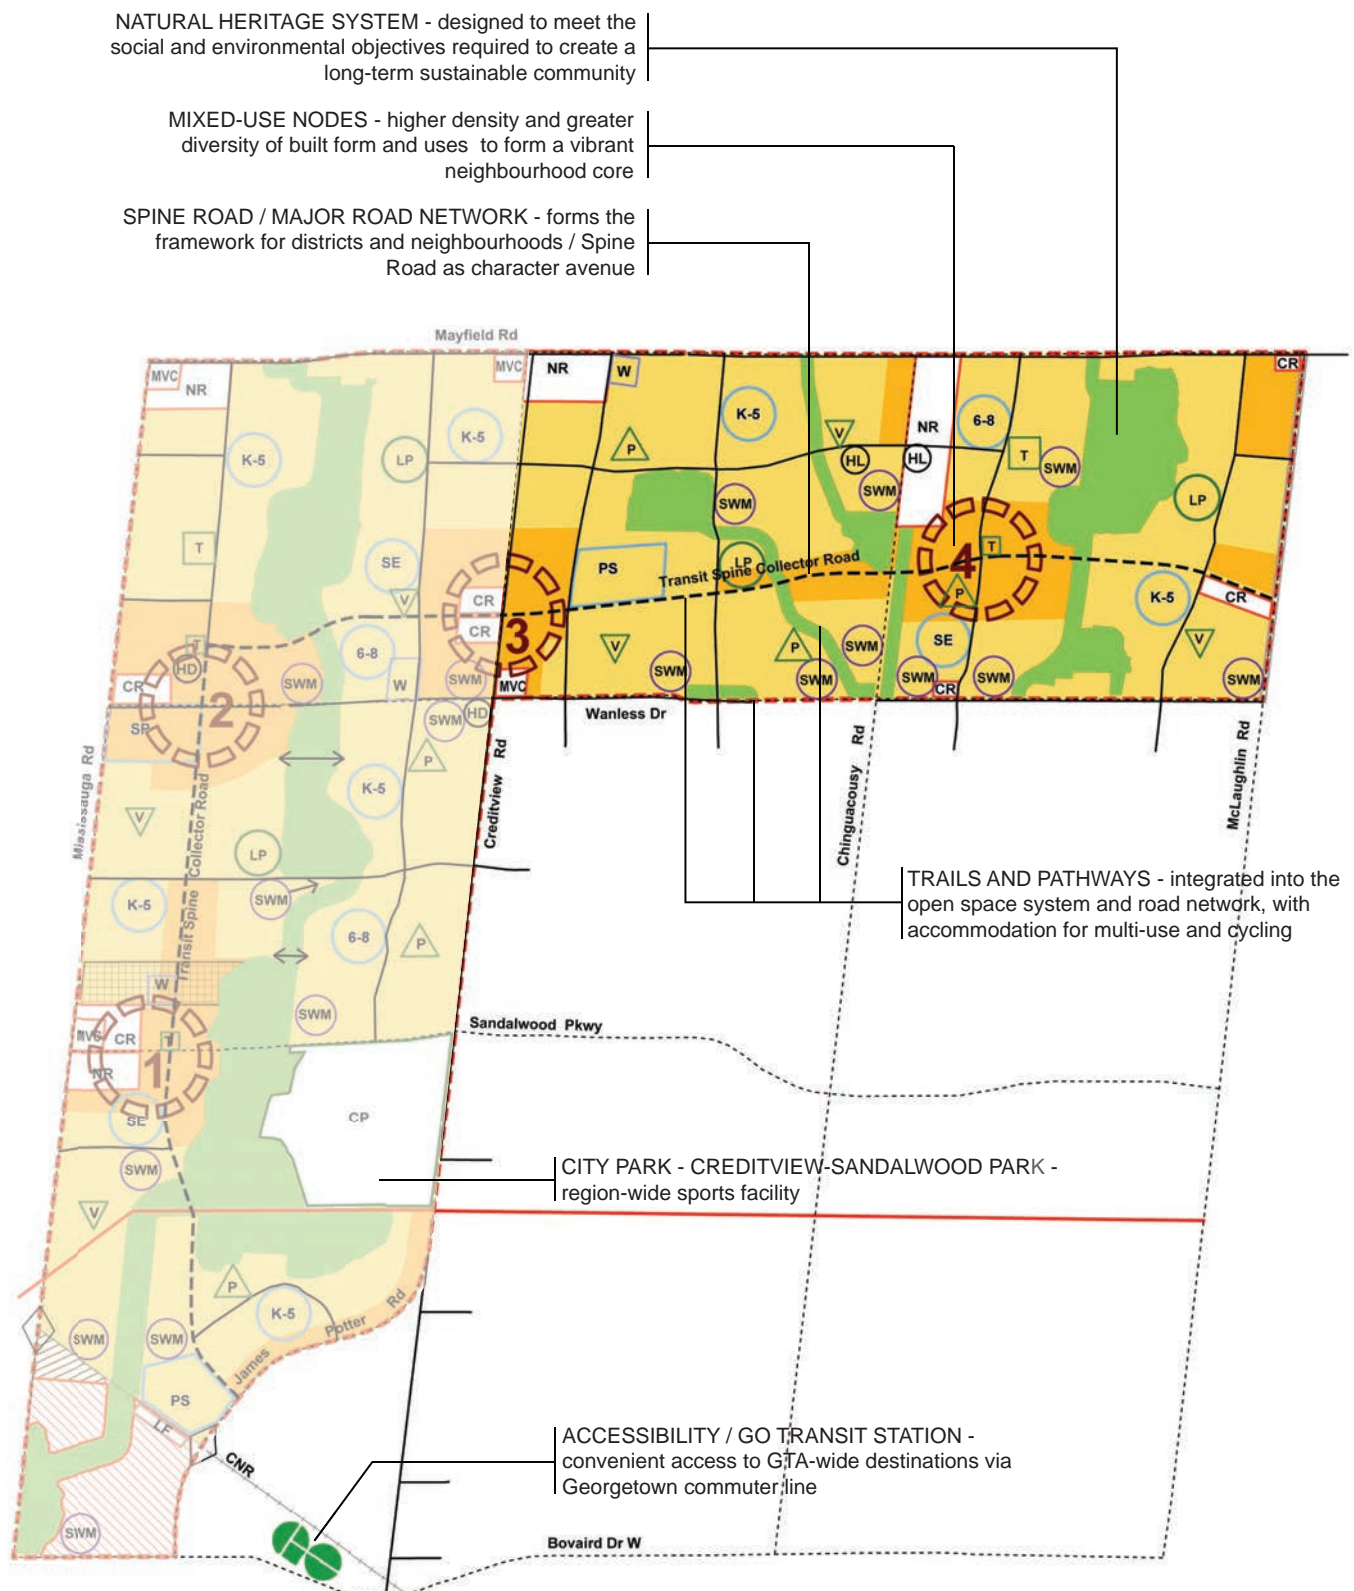 NATURAL HERITAGE SYSTEM - designed to meet the
social and environmental objectives required to create a
long-term sustainable community
MIXED-USE NODES - higher density and greater
diversity of built form and uses to form a vibrant
neighbourhood core
SPINE ROAD / MAJOR ROAD NETWORK - forms the
framework for districts and neighbourhoods / Spine
Road as character avenue
Mayfield Rd
MVC
NR
MVC
NR
W
CR
K-5
K-5
K-5
LP
P
V
HL
NR
HL
6-8
T
SWM
SWM
SWM
LP
T
SE
V
PS
LP
Transit Spine Collector Road
4
T
P
K-5
CR
CR
CR
3
MVC
T
HD
6-8
W
SWM
SWM
V
SWM
P
SWM
SWM
SE
SWM
CR
SWM
V
SWM
CR
2
SP
SWM
HD
Wanless Dr
P
K-5
V
Mississauga Rd
Transit Spine Collector Road
Creditview Rd
Chinguacousy Rd
McLaughlin Rd
LP
K-5
SWM
6-8
P
TRAILS AND PATHWAYS - integrated into the
open space system and road network, with
accommodation for multi-use and cycling
W
SWM
CR
T
1
NR
SE
Sandalwood Pkwy
CP
SWM
CITY PARK - CREDITVIEW-SANDALWOOD PARK -
region-wide sports facility
V
P
K-5
James Potter Rd
SWM
SWM
PS
LF
CNR
ACCESSIBILITY / GO TRANSIT STATION -
convenient access to GTA-wide destinations via
Georgetown commuter line
SWM
Bovaird Dr W